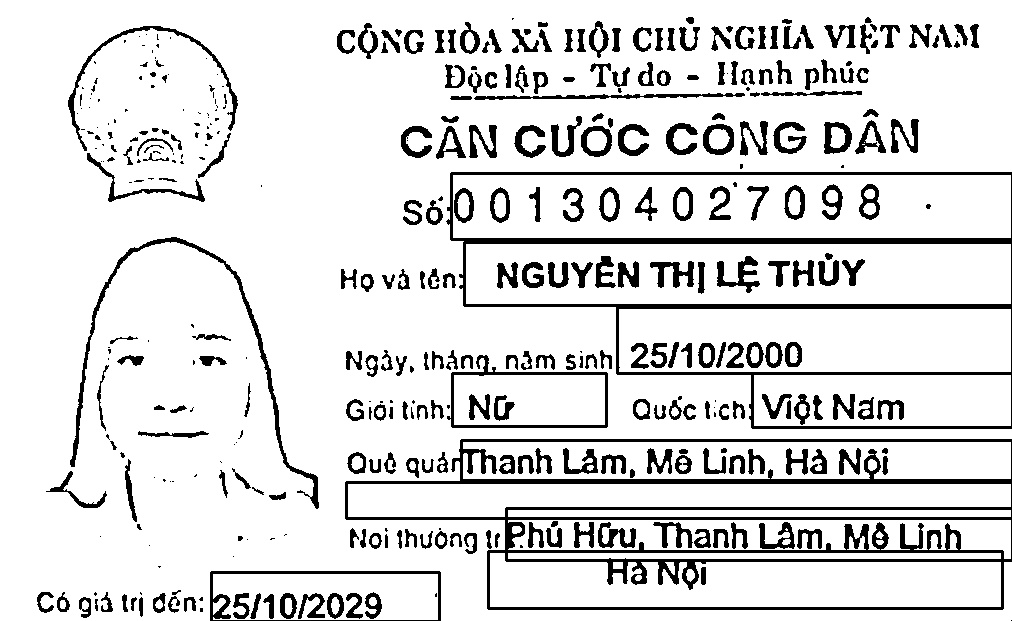 CỘNG HÒA XÃ HỘI CHỦ NGHĨA VIỆT NAM
Độc lập - Tự do - Hạnh phúc
CĂN CƯỚC CÔNG DÂN
Số: 001304027098
Họ và tên: NGUYỄN THỊ LỆ THỦY
Ngày, tháng, năm sinh 25/10/2000
Giới tính: Nữ Quốc tịch: Việt Nam
Quê quán Thanh Lâm, Mê Linh, Hà Nội
Nơi thường tr Phú Hữu, Thanh Lâm, Mê Linh
Hà Nội
Có giá trị đến: 25/10/2029